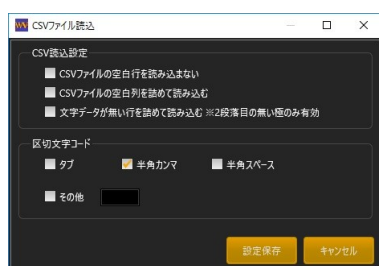 CSVファイル読込
CSV読込設定
CSVファイルの空白行を読み込まない
CSVファイルの空白列を詰めて読み込む
文字データが無い行を詰めて読み込む ※2段落目の無い極のみ有効
区切文字コード
タブ 半角カンマ 半角スペース
その他
設定保存 キャンセル